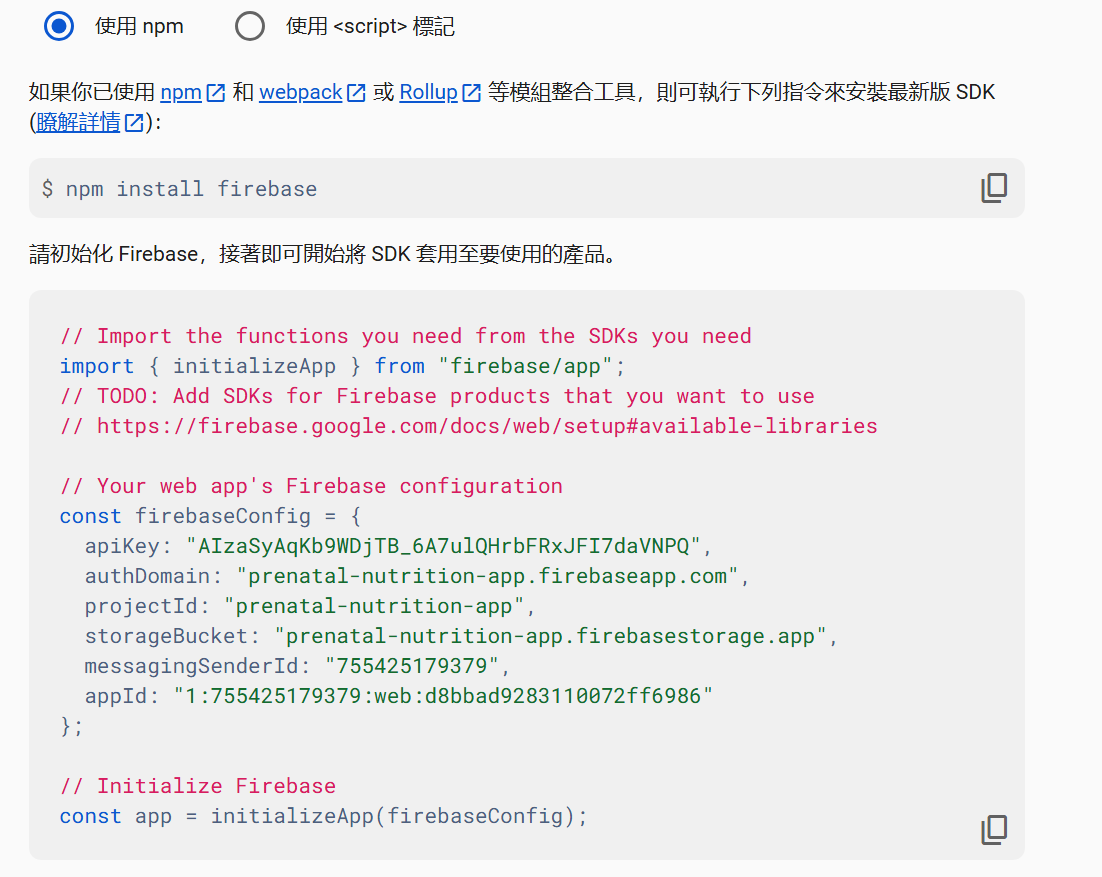 使用 npm 使用 <script> 標記
如果你已使用 npm 和 webpack 或 Rollup 等模組整合工具，則可執行下列指令來安裝最新版 SDK
(瞭解詳情)：
$ npm install firebase
請初始化 Firebase，接著即可開始將 SDK 套用至要使用的產品。
// Import the functions you need from the SDKs you need
import { initializeApp } from "firebase/app";
// TODO: Add SDKs for Firebase products that you want to use
// https://firebase.google.com/docs/web/setup#available-libraries
// Your web app's Firebase configuration
const firebaseConfig = {
apiKey: "AIzaSyAqKb9WDjTB_6A7ulQHrbFRxJFI7daVNPQ",
authDomain: "prenatal-nutrition-app.firebaseapp.com",
projectId: "prenatal-nutrition-app",
storageBucket: "prenatal-nutrition-app.firebasestorage.app",
messagingSenderId: "755425179379",
appId: "1:755425179379:web:d8bbad9283110072ff6986"
};
// Initialize Firebase
const app = initializeApp(firebaseConfig);